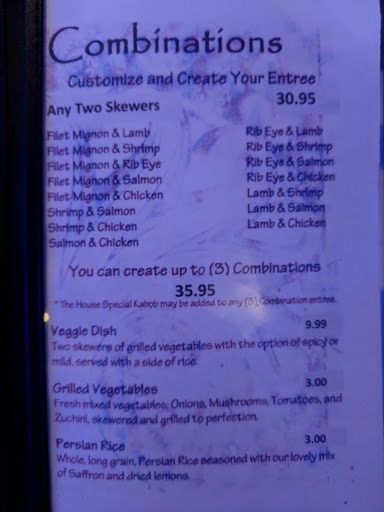 Combinations
Customize and Create Your Entree
Any Two Skewers 30.95
Filet Mignon & Lamb
Filet Mignon & Shrimp
Filet Mignon & Rib Eye
Filet Mignon & Salmon
Filet Mignon & Chicken
Shrimp & Salmon
Shrimp & Chicken
Salmon & Chicken
Rib Eye & Lamb
Rib Eye & Shrimp
Rib Eye & Salmon
Rib Eye & Chicken
Lamb & Shrimp
Lamb & Salmon
Lamb & Chicken
You can create up to (3) Combinations
35.95
* The House Special Kabob may be added to any (3) Combination entree.
Veggie Dish 9.99
Two skewers of grilled vegetables with the option of spicy or
mild, served with a side of rice.
Grilled Vegetables 3.00
Fresh mixed vegetables; Onions, Mushrooms, Tomatoes, and
Zuchini, skewered and grilled to perfection.
Persian Rice 3.00
Whole, long grain, Persian Rice seasoned with our lovely mix
of Saffron and dried lemons.